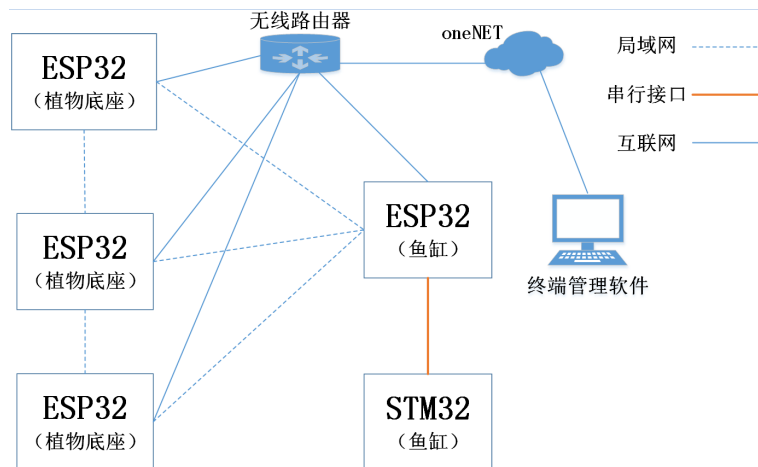 无线路由器
oneNET
局域网
串行接口
互联网
ESP32
（植物底座）
ESP32
（植物底座）
ESP32
（鱼缸）
终端管理软件
ESP32
（植物底座）
STM32
（鱼缸）